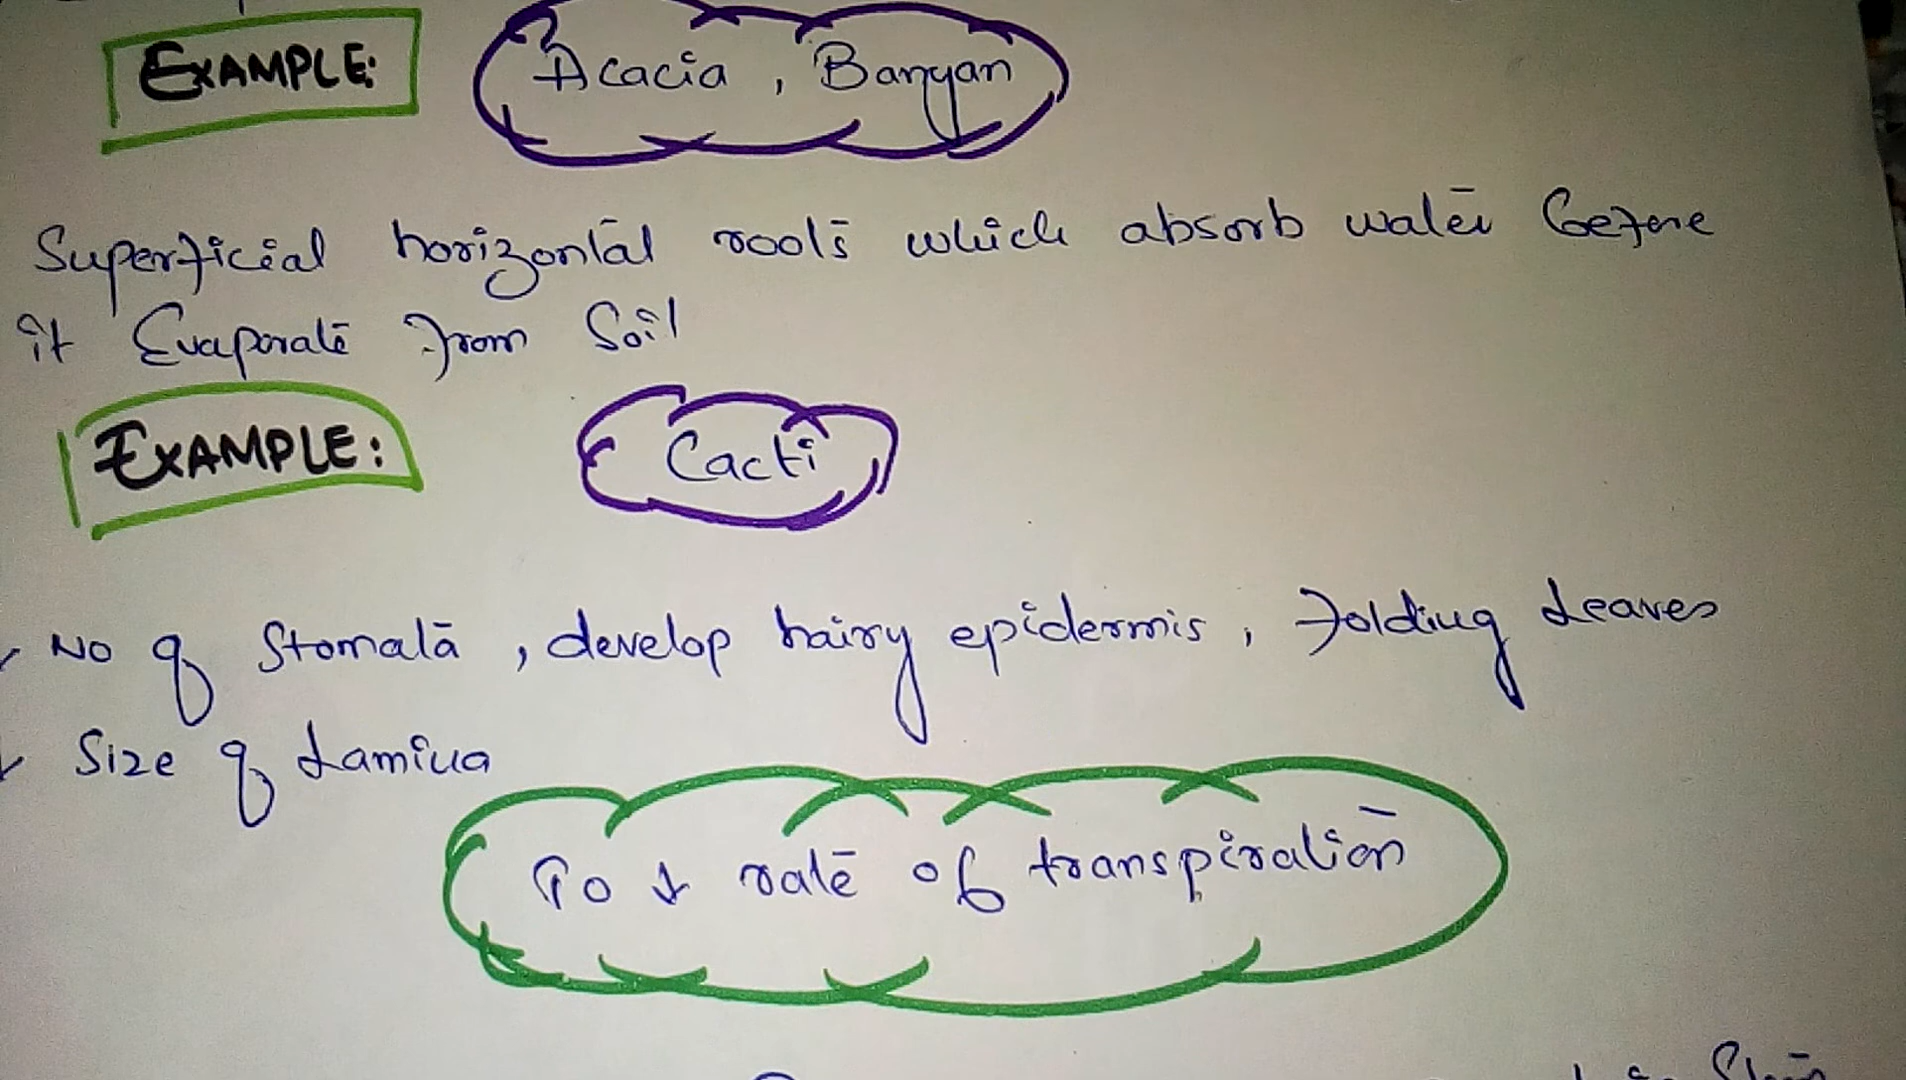 EXAMPLE: Acacia, Banyan
Superficial horizontal roots which absorb water before
it Evaporate from Soil
EXAMPLE: Cacti
↓ No of Stomata, develop hairy epidermis, Folding Leaves
↓ Size of Lamina
To ↓ rate of transpiration